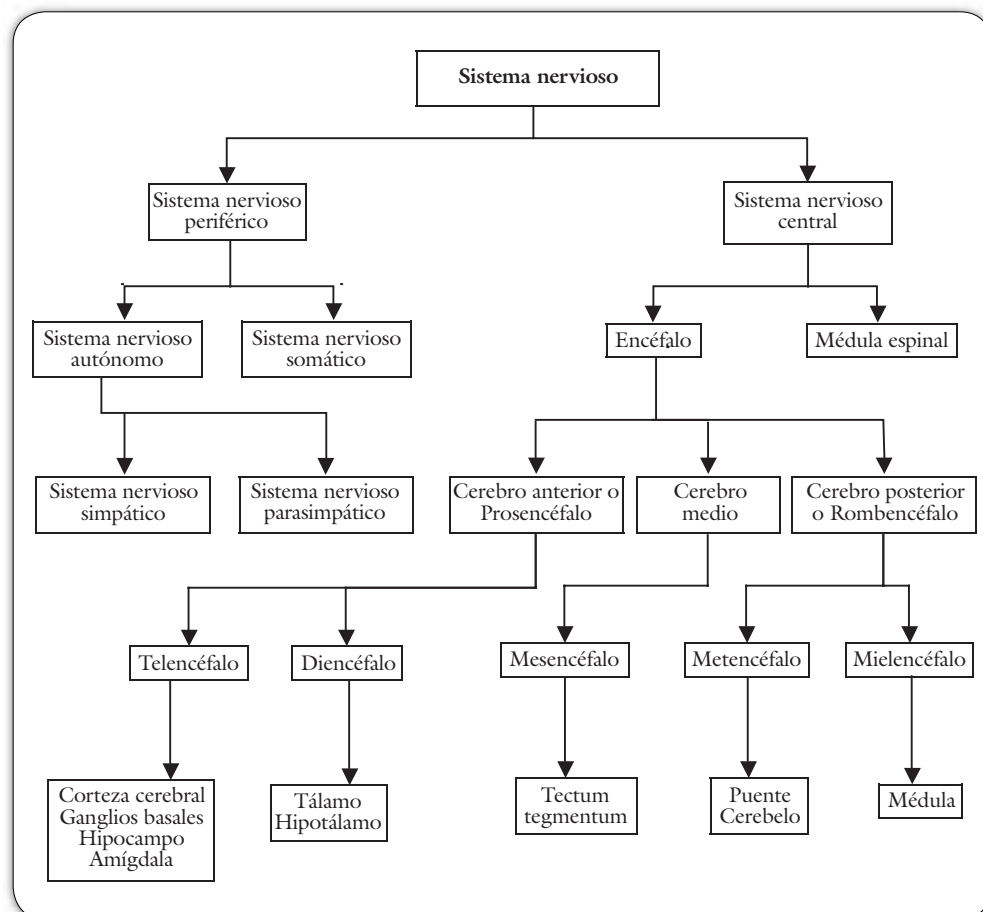 Sistema nervioso
Sistema nervioso
periférico
Sistema nervioso
central
Sistema nervioso
autónomo
Sistema nervioso
somático
Encéfalo
Médula espinal
Sistema nervioso
simpático
Sistema nervioso
parasimpático
Cerebro anterior o
Prosencéfalo
Cerebro
medio
Cerebro posterior
o Rombencéfalo
Telencéfalo
Diencéfalo
Mesencéfalo
Metencéfalo
Mielencéfalo
Corteza cerebral
Ganglios basales
Hipocampo
Amígdala
Tálamo
Hipotálamo
Tectum
tegmentum
Puente
Cerebelo
Médula